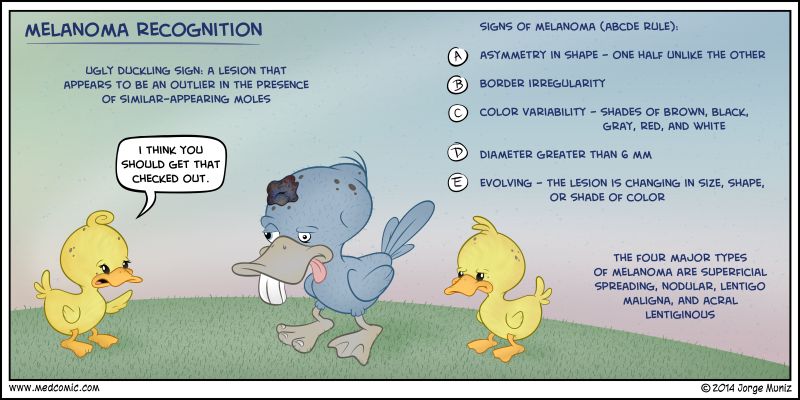 MELANOMA RECOGNITION
UGLY DUCKLING SIGN: A LESION THAT
APPEARS TO BE AN OUTLIER IN THE PRESENCE
OF SIMILAR-APPEARING MOLES
I THINK YOU
SHOULD GET THAT
CHECKED OUT.
SIGNS OF MELANOMA (ABCDE RULE):
A ASYMMETRY IN SHAPE - ONE HALF UNLIKE THE OTHER
B BORDER IRREGULARITY
C COLOR VARIABILITY - SHADES OF BROWN, BLACK,
GRAY, RED, AND WHITE
D DIAMETER GREATER THAN 6 MM
E EVOLVING - THE LESION IS CHANGING IN SIZE, SHAPE,
OR SHADE OF COLOR
THE FOUR MAJOR TYPES
OF MELANOMA ARE SUPERFICIAL
SPREADING, NODULAR, LENTIGO
MALIGNA, AND ACRAL
LENTIGINOUS
www.medcomic.com
© 2014 Jorge Muniz